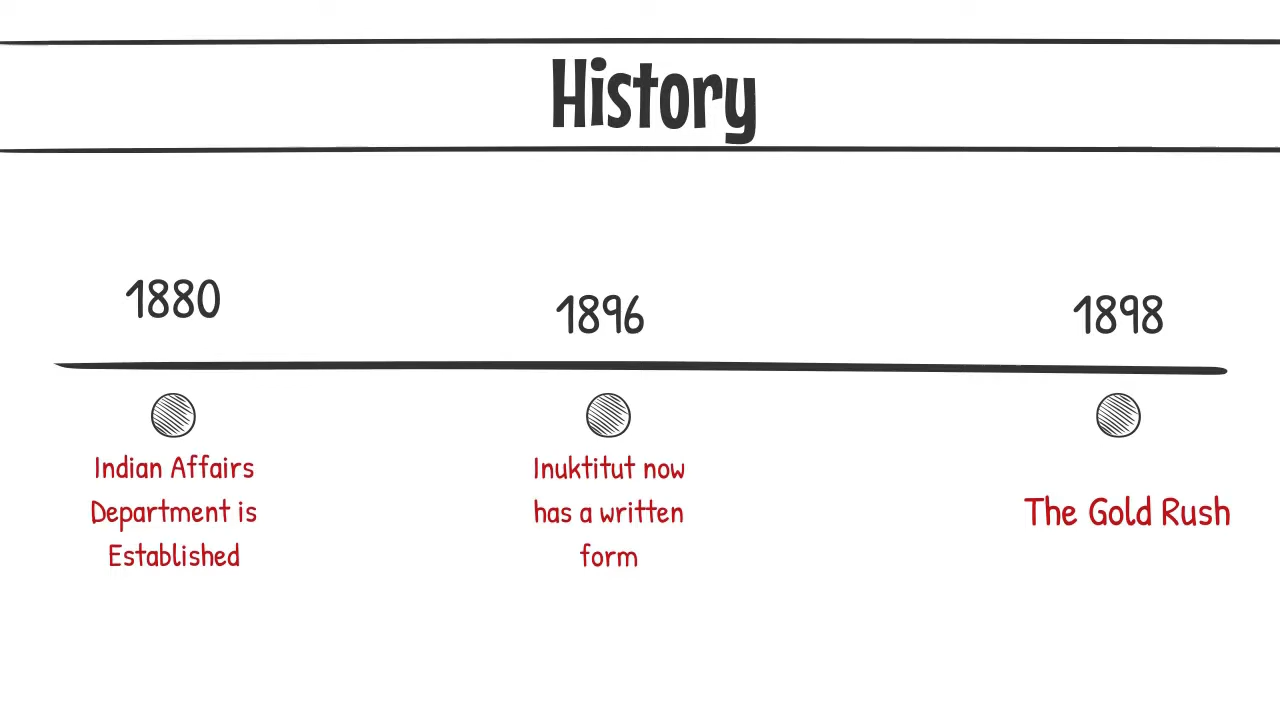 History
1880
1896
1898
Indian Affairs
Department is
Established
Inuktitut now
has a written
form
The Gold Rush